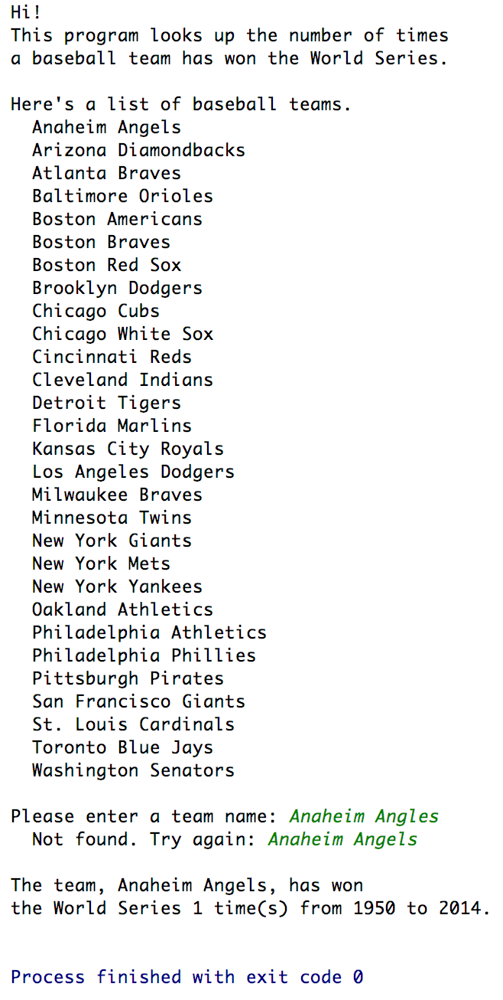 Hi!
This program looks up the number of times
a baseball team has won the World Series.

Here's a list of baseball teams.
  Anaheim Angels
  Arizona Diamondbacks
  Atlanta Braves
  Baltimore Orioles
  Boston Americans
  Boston Braves
  Boston Red Sox
  Brooklyn Dodgers
  Chicago Cubs
  Chicago White Sox
  Cincinnati Reds
  Cleveland Indians
  Detroit Tigers
  Florida Marlins
  Kansas City Royals
  Los Angeles Dodgers
  Milwaukee Braves
  Minnesota Twins
  New York Giants
  New York Mets
  New York Yankees
  Oakland Athletics
  Philadelphia Athletics
  Philadelphia Phillies
  Pittsburgh Pirates
  San Francisco Giants
  St. Louis Cardinals
  Toronto Blue Jays
  Washington Senators

Please enter a team name: Anaheim Angles
  Not found. Try again: Anaheim Angels

The team, Anaheim Angels, has won
the World Series 1 time(s) from 1950 to 2014.

Process finished with exit code 0